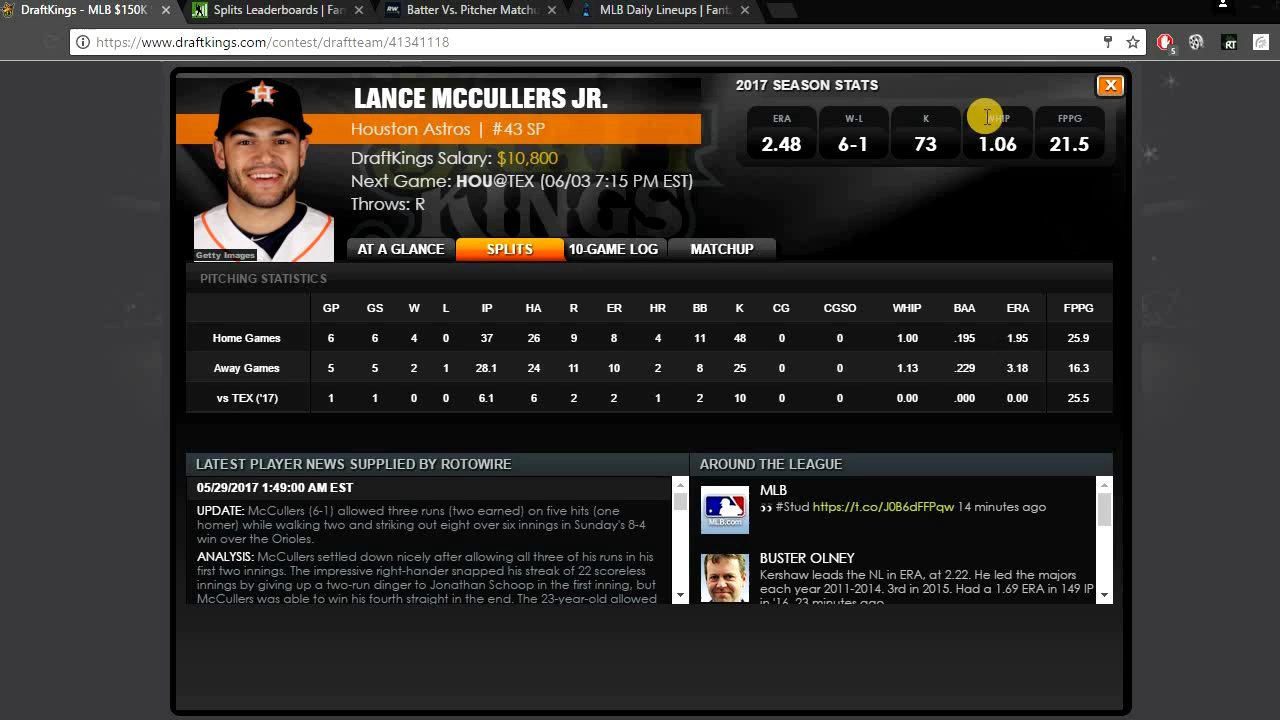 DraftKings - MLB $150K
Splits Leaderboards | Fan
Batter Vs. Pitcher Matchu
MLB Daily Lineups | Fanta
https://www.draftkings.com/contest/draftteam/41341118
LANCE MCCULLERS JR.
Houston Astros | #43 SP
DraftKings Salary: $10,800
Next Game: HOU@TEX (06/03 7:15 PM EST)
Throws: R
Getty Images
2017 SEASON STATS
X
ERA W-L K WHIP FPPG
2.48 6-1 73 1.06 21.5
AT A GLANCE SPLITS 10-GAME LOG MATCHUP
PITCHING STATISTICS
GP GS W L IP HA R ER HR BB K CG CGSO WHIP BAA ERA FPPG
Home Games 6 6 4 0 37 26 9 8 4 11 48 0 0 1.00 .195 1.95 25.9
Away Games 5 5 2 1 28.1 24 11 10 2 8 25 0 0 1.13 .229 3.18 16.3
vs TEX ('17) 1 1 0 0 6.1 6 2 2 1 2 10 0 0 0.00 .000 0.00 25.5
LATEST PLAYER NEWS SUPPLIED BY ROTOWIRE
05/29/2017 1:49:00 AM EST
UPDATE: McCullers (6-1) allowed three runs (two earned) on five hits (one
homer) while walking two and striking out eight over six innings in Sunday's 8-4
win over the Orioles.
ANALYSIS: McCullers settled down nicely after allowing all three of his runs in his
first two innings. The impressive right-hander snapped his streak of 22 scoreless
innings by giving up a two-run dinger to Jonathan Schoop in the first inning, but
McCullers was able to win his fourth straight in the end. The 23-year-old allowed
AROUND THE LEAGUE
MLB
👀 #Stud https://t.co/J0B6dFFPqw 14 minutes ago
MLB.com
BUSTER OLNEY
Kershaw leads the NL in ERA, at 2.22. He led the majors
each year 2011-2014. 3rd in 2015. Had a 1.69 ERA in 149 IP
in '16. 23 minutes ago